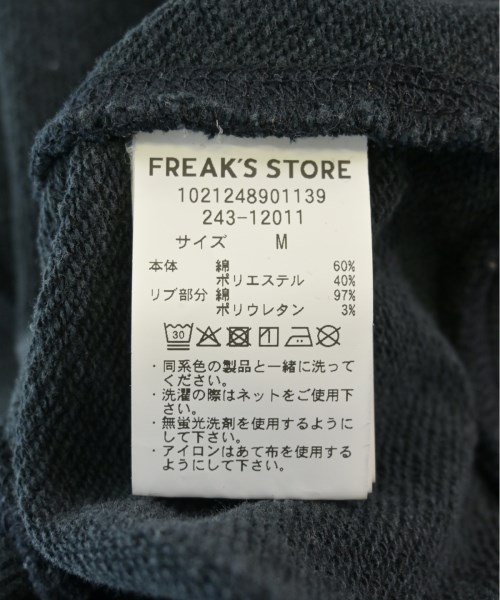 FREAK'S STORE
1021248901139
243-12011
サイズ M
本体 綿 60%
ポリエステル 40%
リブ部分 綿 97%
ポリウレタン 3%
30
・同系色の製品と一緒に洗って
ください。
・洗濯の際はネットをご使用下
さい。
・無蛍光洗剤を使用するように
して下さい。
・アイロンはあて布を使用する
ようにして下さい。